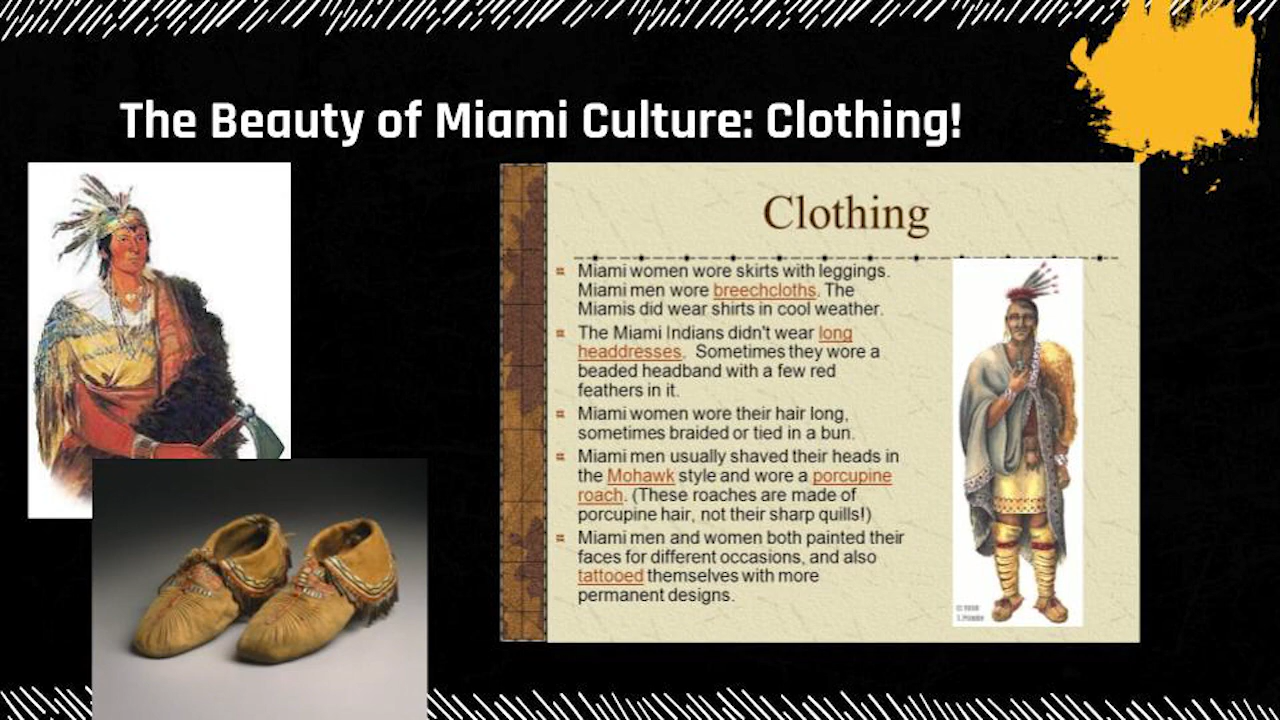 The Beauty of Miami Culture: Clothing!
Clothing
Miami women wore skirts with leggings.
Miami men wore breechcloths. The
Miamis did wear shirts in cool weather.
The Miami Indians didn't wear long
headdresses. Sometimes they wore a
beaded headband with a few red
feathers in it.
Miami women wore their hair long,
sometimes braided or tied in a bun.
Miami men usually shaved their heads in
the Mohawk style and wore a porcupine
roach. (These roaches are made of
porcupine hair, not their sharp quills!)
Miami men and women both painted their
faces for different occasions, and also
tattooed themselves with more
permanent designs.